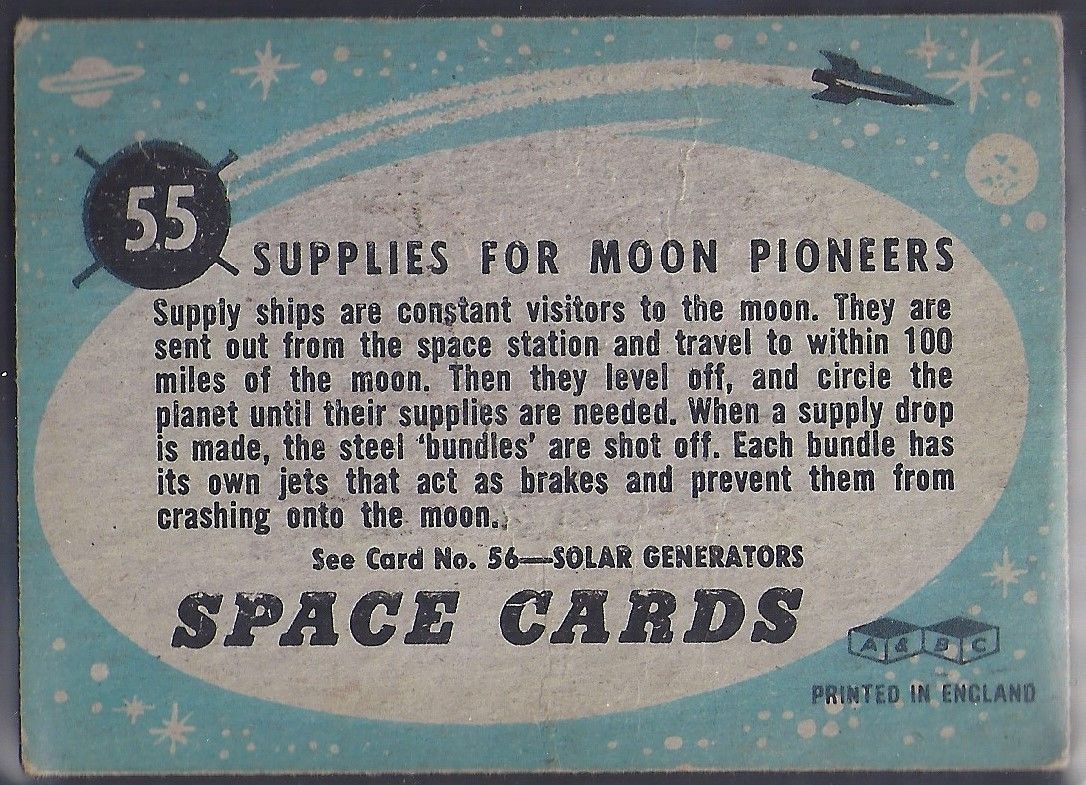 55
SUPPLIES FOR MOON PIONEERS
Supply ships are constant visitors to the moon. They are
sent out from the space station and travel to within 100
miles of the moon. Then they level off, and circle the
planet until their supplies are needed. When a supply drop
is made, the steel ‘bundles’ are shot off. Each bundle has
its own jets that act as brakes and prevent them from
crashing onto the moon.
See Card No. 56—SOLAR GENERATORS
SPACE CARDS
A & B C
PRINTED IN ENGLAND